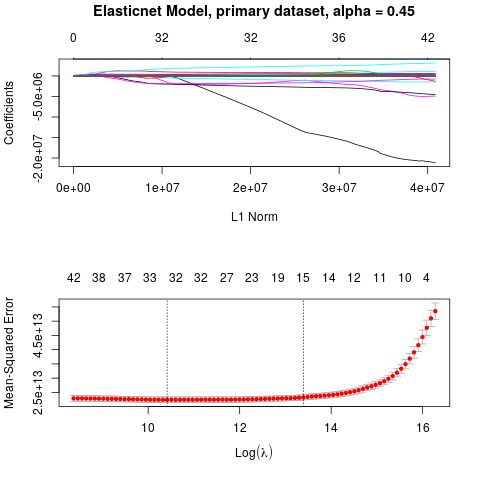 Elasticnet Model, primary dataset, alpha = 0.45
0 32 32 36 42
Coefficients
-5.0e+06
-2.0e+07
0e+00 1e+07 2e+07 3e+07 4e+07
L1 Norm
42 38 37 33 32 32 27 23 19 15 14 12 11 10 4
Mean-Squared Error
4.5e+13
2.5e+13
10 12 14 16
Log(λ)